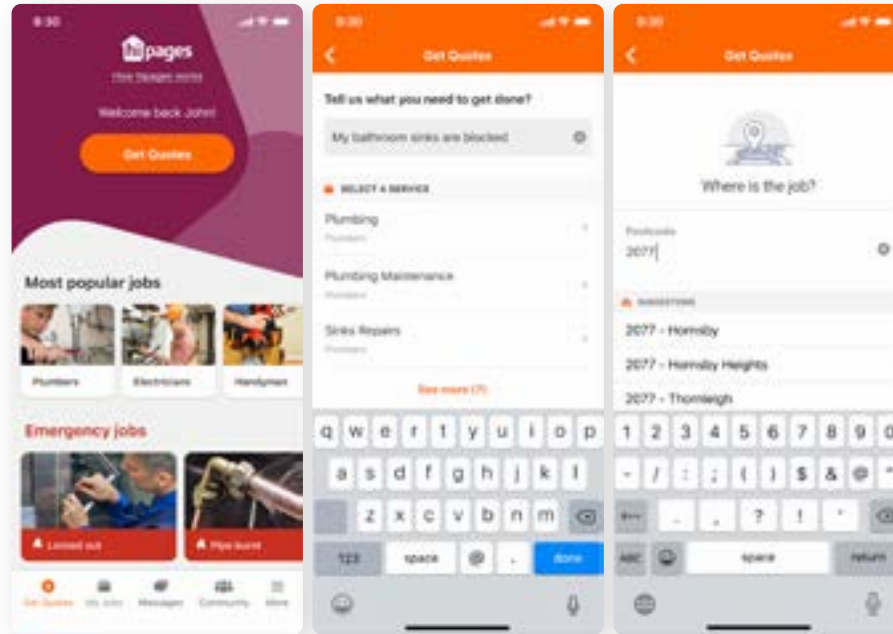 8:30
hipages
How hipages works
Welcome back John!
Get Quotes
Most popular jobs
Plumbers
Electricians
Handyman
Emergency jobs
Locked out
Pipe burst
Get Quotes
My Jobs
Messages
Community
More
8:30
Get Quotes
Tell us what you need to get done?
My bathroom sinks are blocked
SELECT A SERVICE
Plumbing
Plumbers
Plumbing Maintenance
Plumbers
Sinks Repairs
Plumbers
See more (7)
q w e r t y u i o p
a s d f g h j k l
z x c v b n m
123 space @ . done
8:30
Get Quotes
Where is the job?
Postcode
2077
SUGGESTIONS
2077 - Hornsby
2077 - Hornsby Heights
2077 - Thornleigh
1 2 3 4 5 6 7 8 9 0
- / : ; ( ) $ & @ "
#+= . , ? ! '
ABC space return